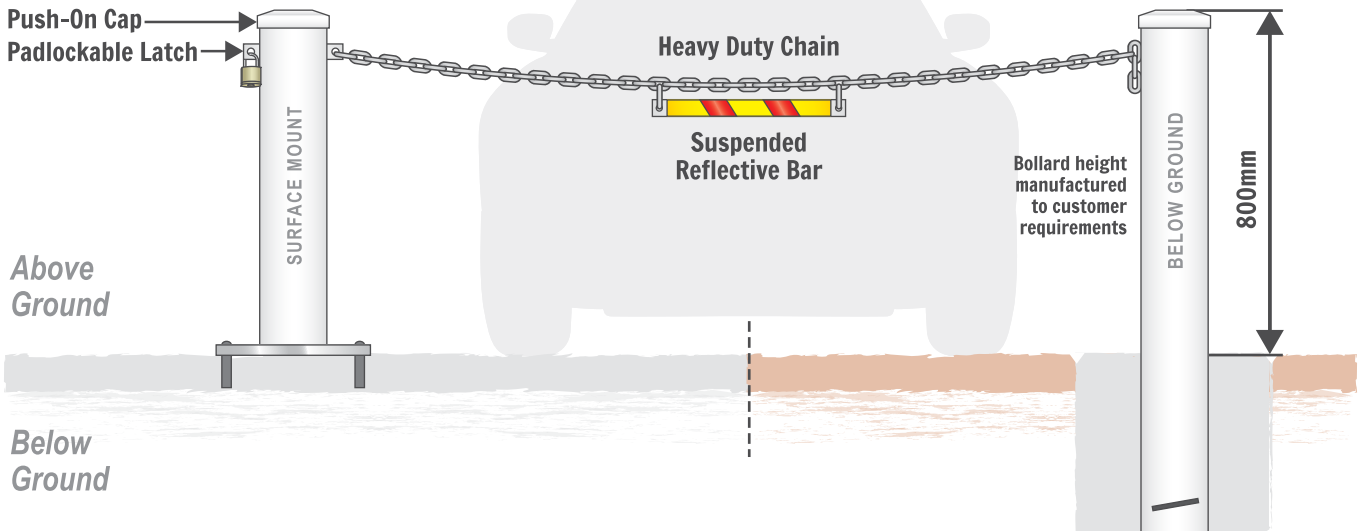 Push-On Cap
Padlockable Latch
Heavy Duty Chain
Suspended
Reflective Bar
SURFACE MOUNT
Bollard height
manufactured
to customer
requirements
BELOW GROUND
800mm
Above
Ground
Below
Ground